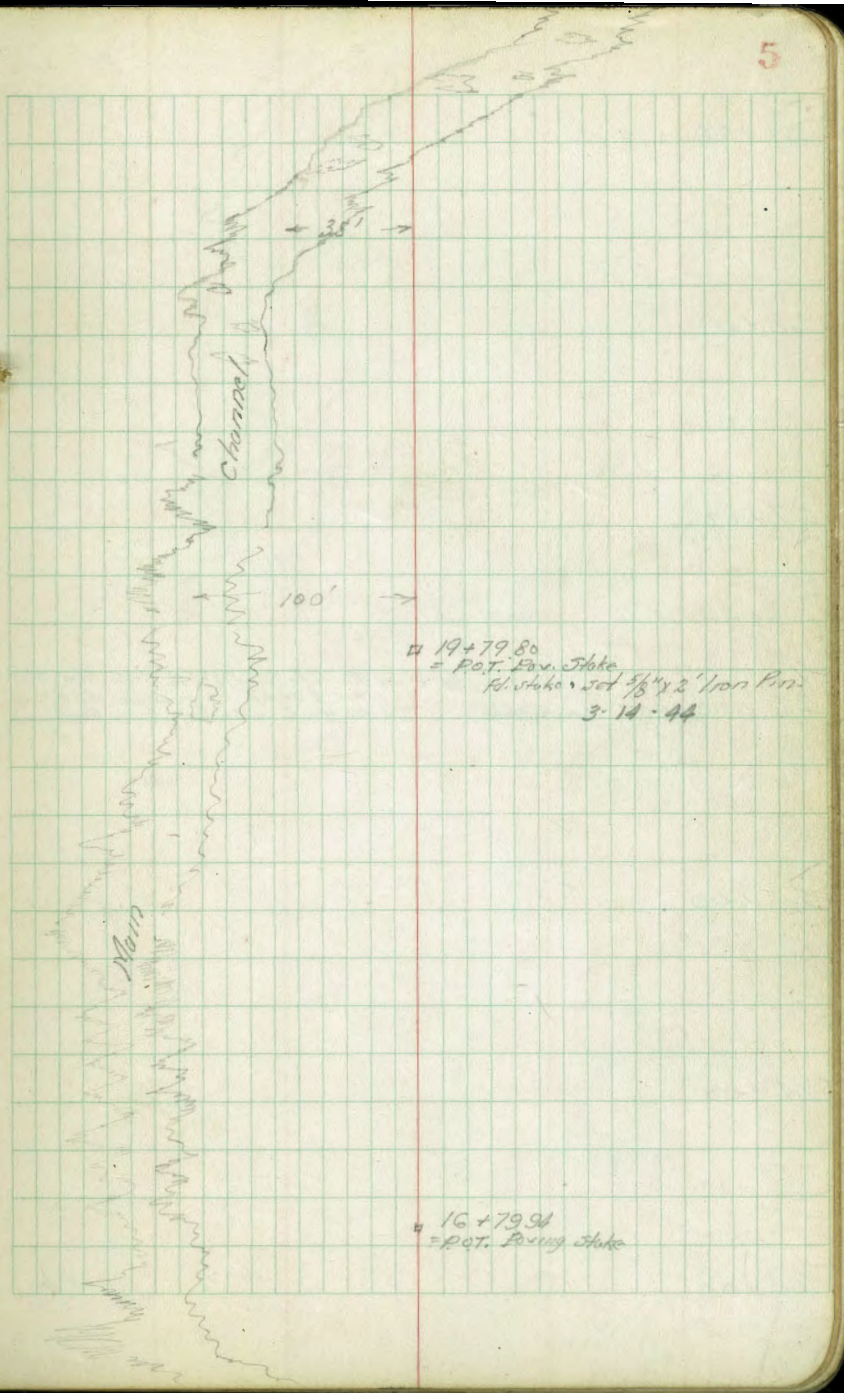 5
35'
Channel
100'
19+79.80
= P.O.T. Pav. Stake
Fd. stake, set 5/8"x2' Iron Pin
3-14-44
Main
16+79.94
= P.O.T. Paving Stake